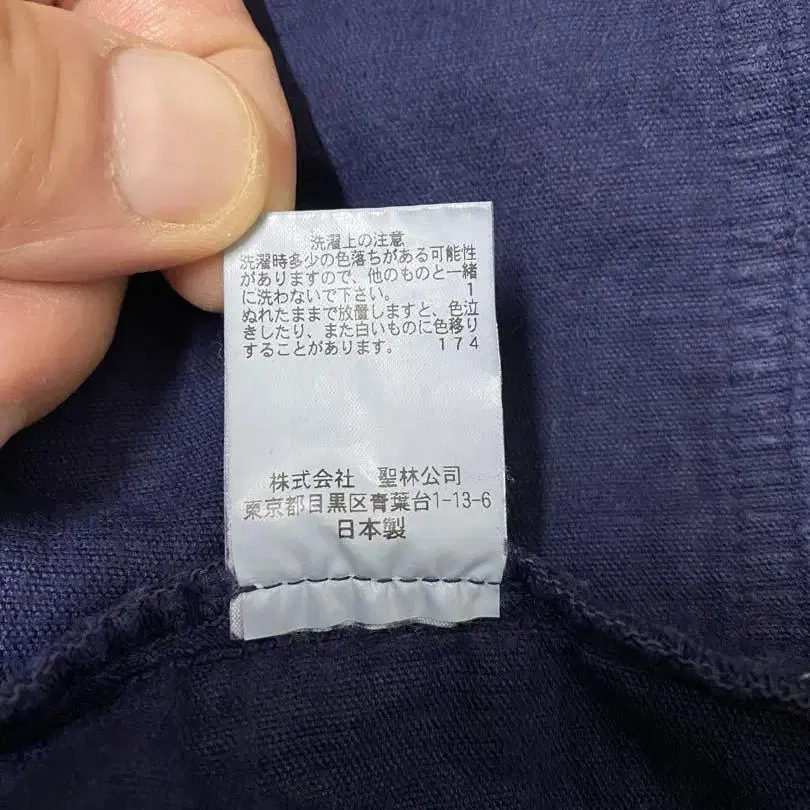 洗濯上の注意
洗濯時多少の色落ちがある可能性
がありますので、他のものと一緒
に洗わないで下さい。 1
ぬれたままで放置しますと、色泣
きしたり、また白いものに色移り
することがあります。 174
株式会社 聖林公司
東京都目黒区青葉台1-13-6
日本製